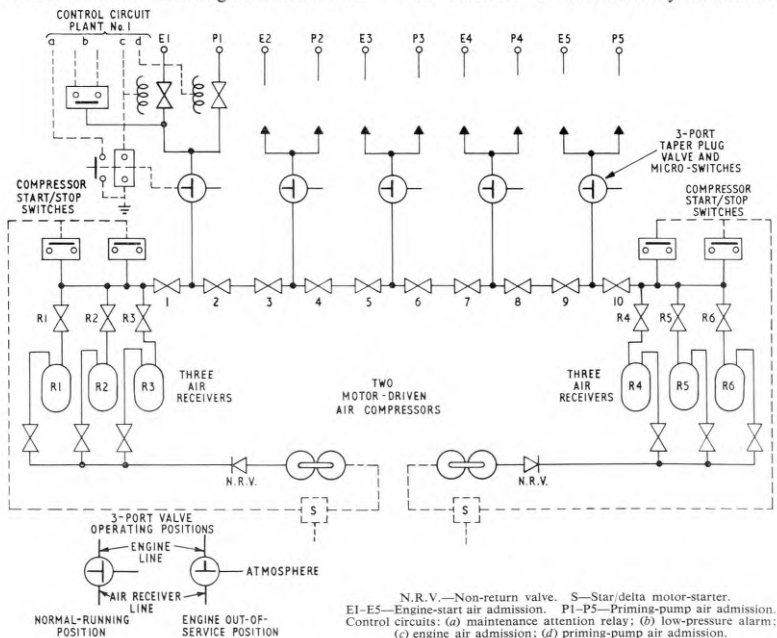 CONTROL CIRCUIT
PLANT No. 1
a b c d
E1 P1 E2 P2 E3 P3 E4 P4 E5 P5
3-PORT
TAPER PLUG
VALVE AND
MICRO-SWITCHES
COMPRESSOR
START/STOP
SWITCHES
COMPRESSOR
START/STOP
SWITCHES
1 2 3 4 5 6 7 8 9 10
R1 R2 R3
R4 R5 R6
R1 R2 R3
THREE
AIR
RECEIVERS
TWO
MOTOR-DRIVEN
AIR COMPRESSORS
THREE
AIR
RECEIVERS
R4 R5 R6
N.R.V.
N.R.V.
S
S
3-PORT VALVE
OPERATING POSITIONS
ENGINE
LINE
ATMOSPHERE
AIR RECEIVER
LINE
NORMAL-RUNNING
POSITION
ENGINE OUT-OF-
SERVICE POSITION
N.R.V.—Non-return valve. S—Star/delta motor-starter.
E1-E5—Engine-start air admission. P1-P5—Priming-pump air admission.
Control circuits: (a) maintenance attention relay; (b) low-pressure alarm;
(c) engine air admission; (d) priming-pump air admission.